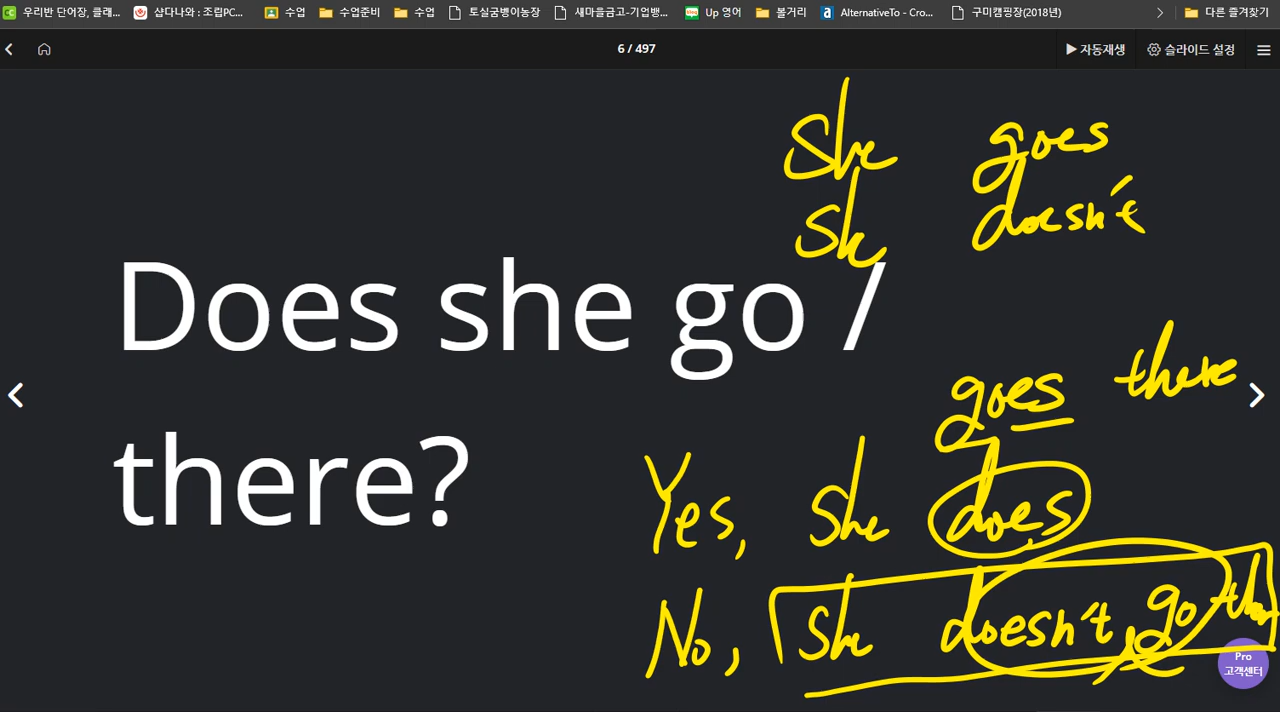 우리반 단어장, 클래... 샵다나와 : 조립PC... 수업 수업준비 수업 토실궁뱅이농장 새마을금고-기업뱅... Up 영어 볼거리 AlternativeTo - Cro... 구미캠핑장(2018년) 다른 즐겨찾기
6 / 497 자동재생 슬라이드 설정
She goes
She doesn't
Does she go /
there?
goes there
Yes, she does
No, she doesn't, go
Pro
고객센터